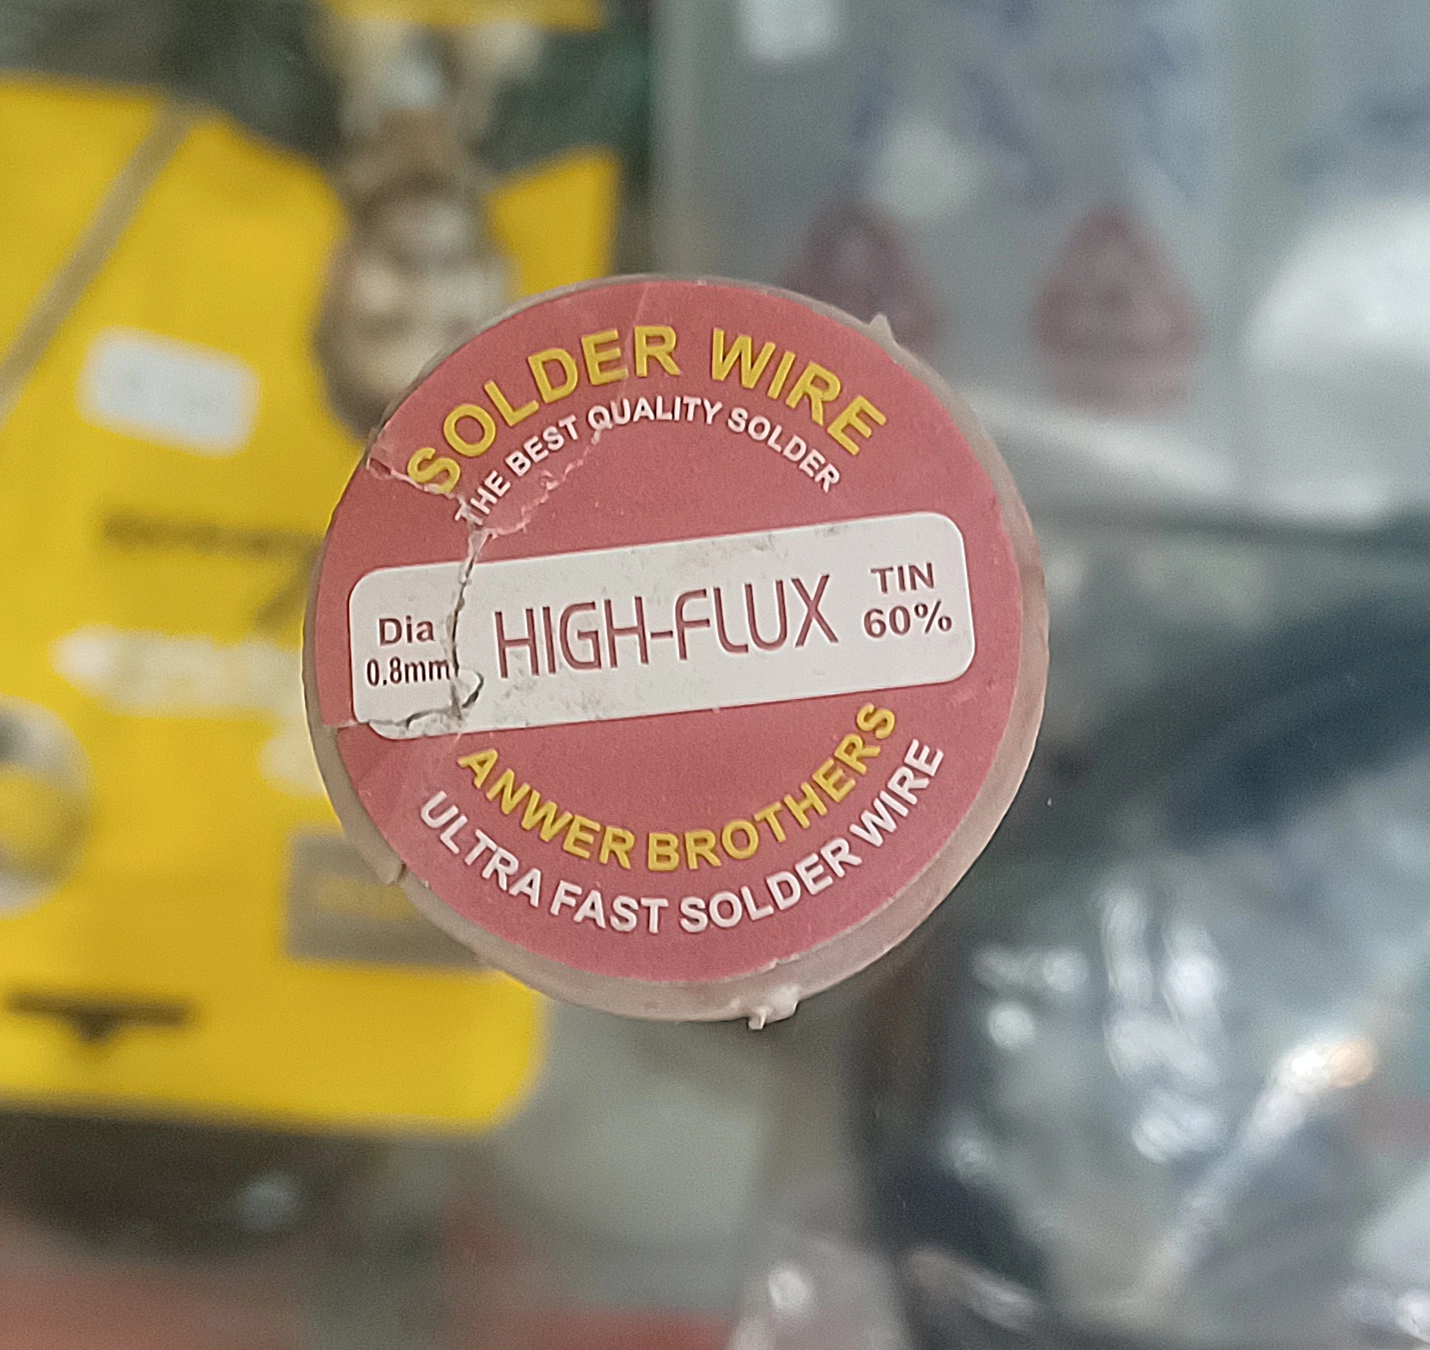 SOLDER WIRE
THE BEST QUALITY SOLDER
Dia
0.8mm
HIGH-FLUX
TIN
60%
ANWER BROTHERS
ULTRA FAST SOLDER WIRE